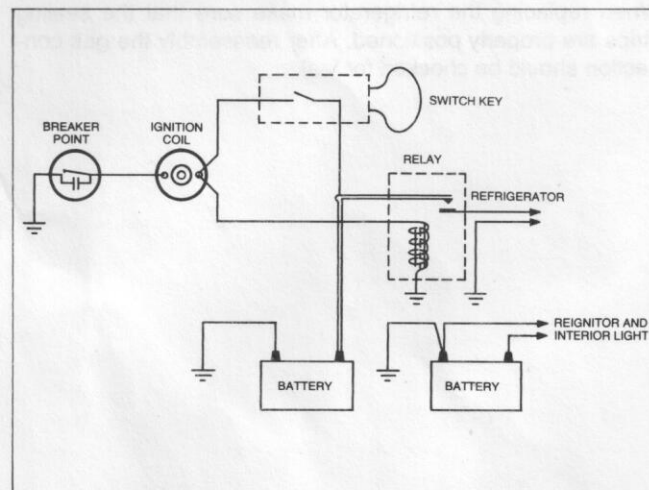 SWITCH KEY
BREAKER
POINT
IGNITION
COIL
RELAY
REFRIGERATOR
REIGNITOR AND
INTERIOR LIGHT
BATTERY
BATTERY